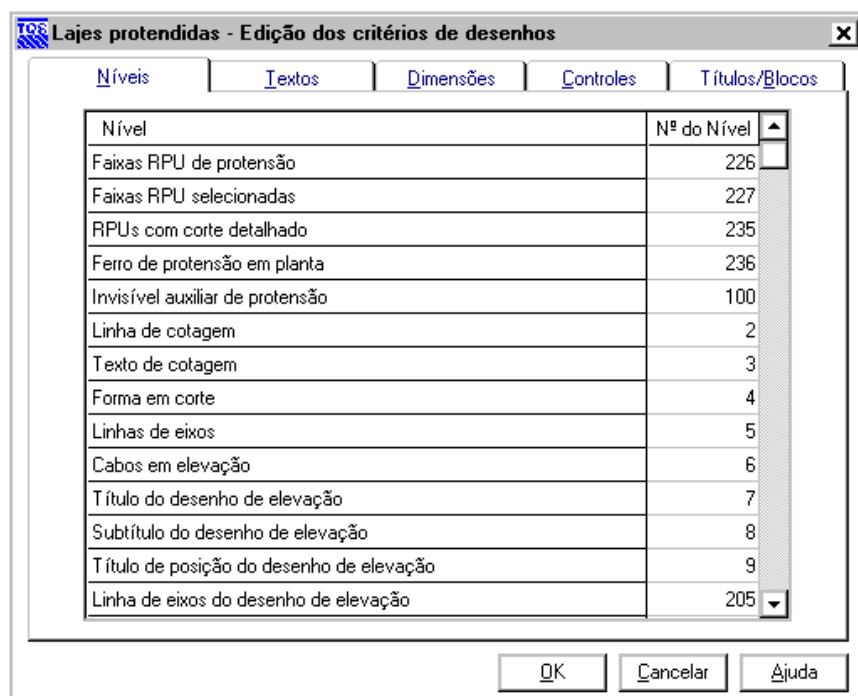 TQS Lajes protendidas - Edição dos critérios de desenhos
Níveis Textos Dimensões Controles Títulos/Blocos
Nível Nº do Nível
Faixas RPU de protensão 226
Faixas RPU selecionadas 227
RPUs com corte detalhado 235
Ferro de protensão em planta 236
Invisível auxiliar de protensão 100
Linha de cotagem 2
Texto de cotagem 3
Forma em corte 4
Linhas de eixos 5
Cabos em elevação 6
Título do desenho de elevação 7
Subtítulo do desenho de elevação 8
Título de posição do desenho de elevação 9
Linha de eixos do desenho de elevação 205
OK Cancelar Ajuda